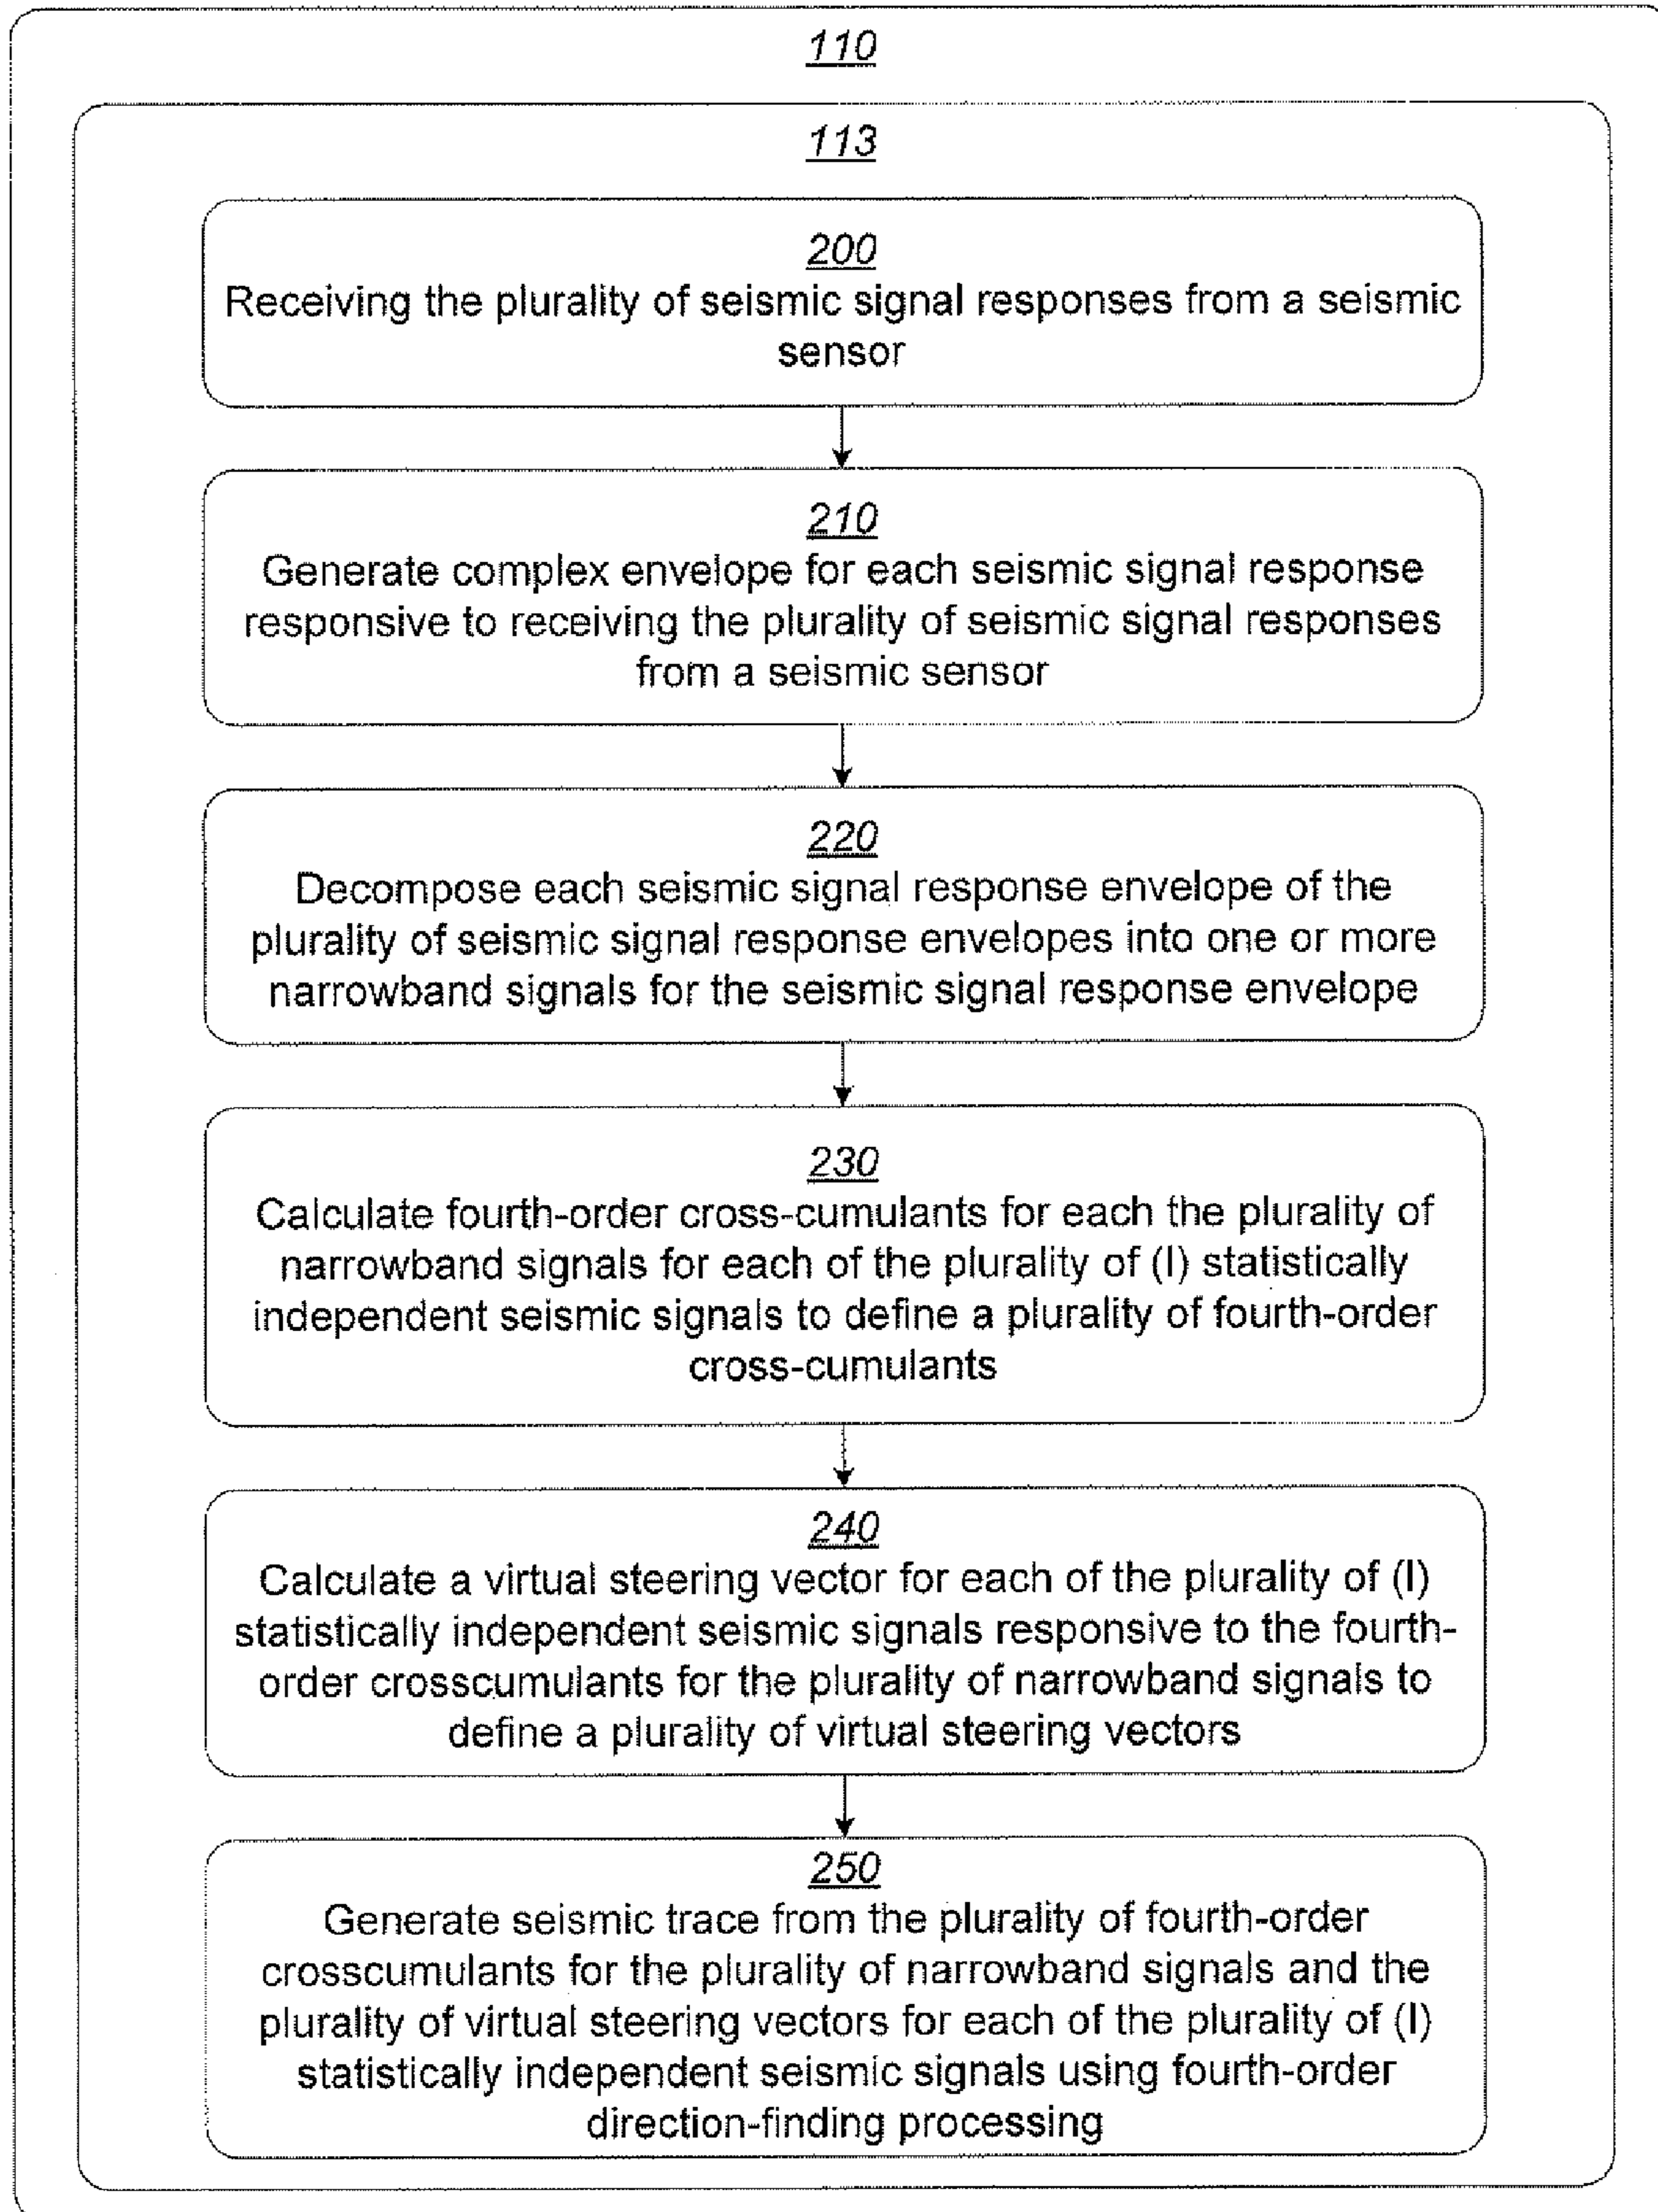 110
113
200
Receiving the plurality of seismic signal responses from a seismic
sensor
210
Generate complex envelope for each seismic signal response
responsive to receiving the plurality of seismic signal responses
from a seismic sensor
220
Decompose each seismic signal response envelope of the
plurality of seismic signal response envelopes into one or more
narrowband signals for the seismic signal response envelope
230
Calculate fourth-order cross-cumulants for each the plurality of
narrowband signals for each of the plurality of (I) statistically
independent seismic signals to define a plurality of fourth-order
cross-cumulants
240
Calculate a virtual steering vector for each of the plurality of (I)
statistically independent seismic signals responsive to the fourth-
order crosscumulants for the plurality of narrowband signals to
define a plurality of virtual steering vectors
250
Generate seismic trace from the plurality of fourth-order
crosscumulants for the plurality of narrowband signals and the
plurality of virtual steering vectors for each of the plurality of (I)
statistically independent seismic signals using fourth-order
direction-finding processing